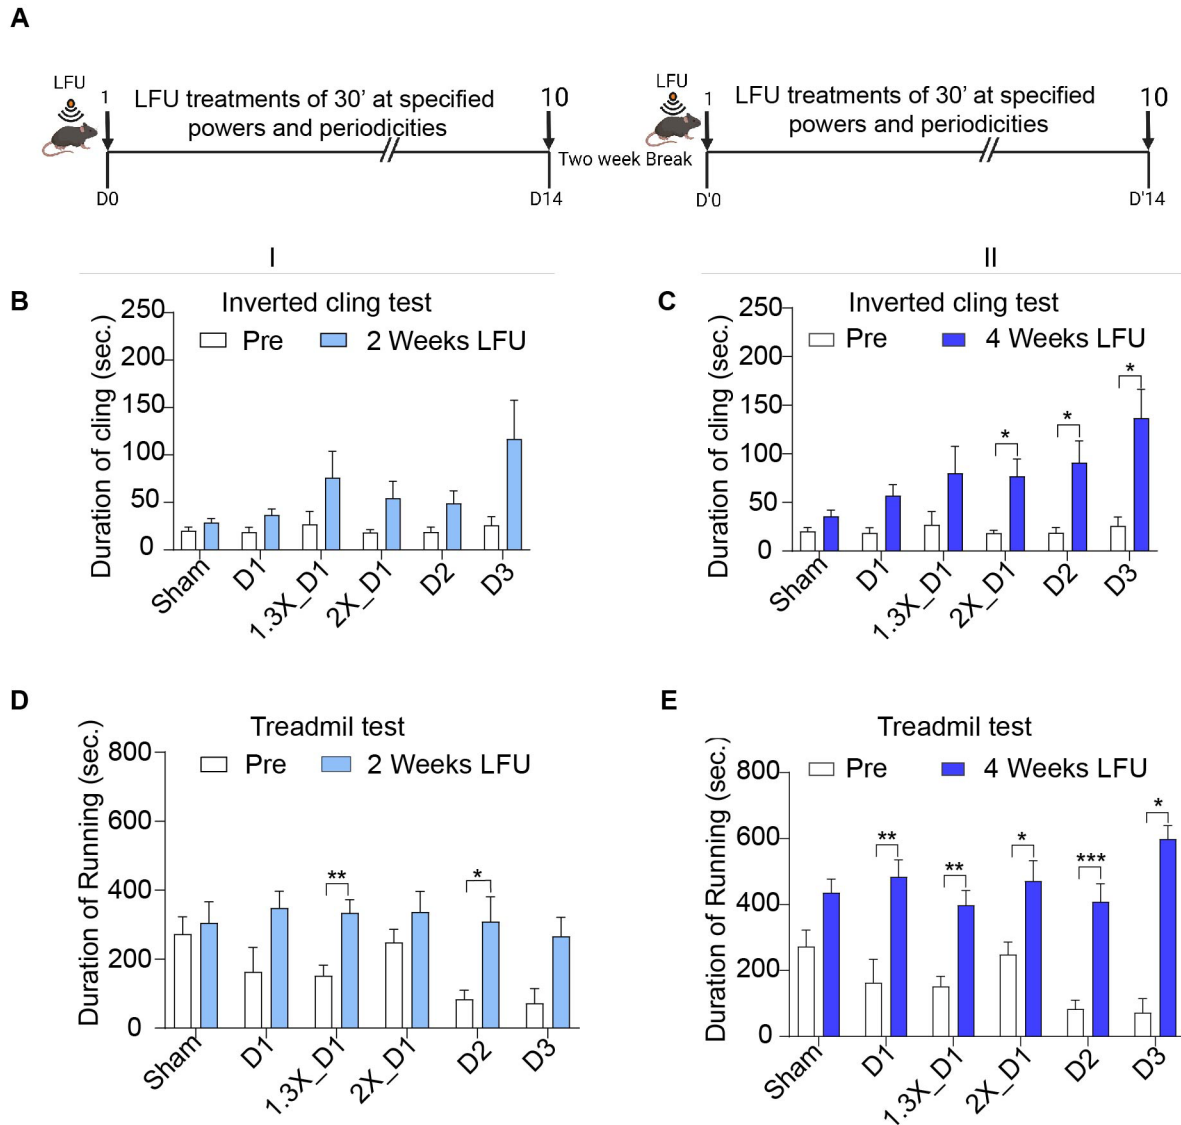 A
LFU
1
LFU treatments of 30’ at specified
powers and periodicities
10
D0
D14
Two week Break
LFU
1
LFU treatments of 30’ at specified
powers and periodicities
10
D'0
D'14
I
II
B
Inverted cling test
Pre
2 Weeks LFU
Duration of cling (sec.)
250
200
150
100
50
0
Sham
D1
1.3X_D1
2X_D1
D2
D3
C
Inverted cling test
Pre
4 Weeks LFU
Duration of cling (sec.)
250
200
150
100
50
0
*
*
*
Sham
D1
1.3X_D1
2X_D1
D2
D3
D
Treadmil test
Pre
2 Weeks LFU
Duration of Running (sec.)
800
600
400
200
0
**
*
Sham
D1
1.3X_D1
2X_D1
D2
D3
E
Treadmil test
Pre
4 Weeks LFU
Duration of Running (sec.)
800
600
400
200
0
**
**
*
***
*
Sham
D1
1.3X_D1
2X_D1
D2
D3